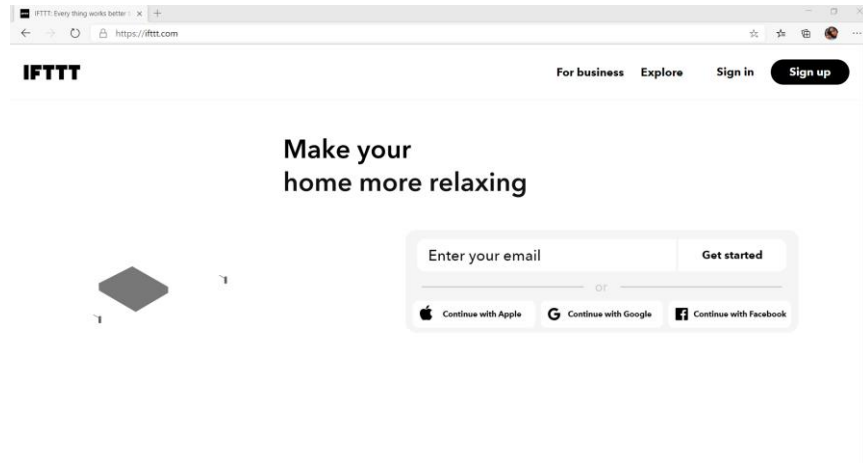 IFTTT: Every thing works better
https://ifttt.com
IFTTT
For business Explore Sign in Sign up
Make your
home more relaxing
Enter your email Get started
or
Continue with Apple Continue with Google Continue with Facebook